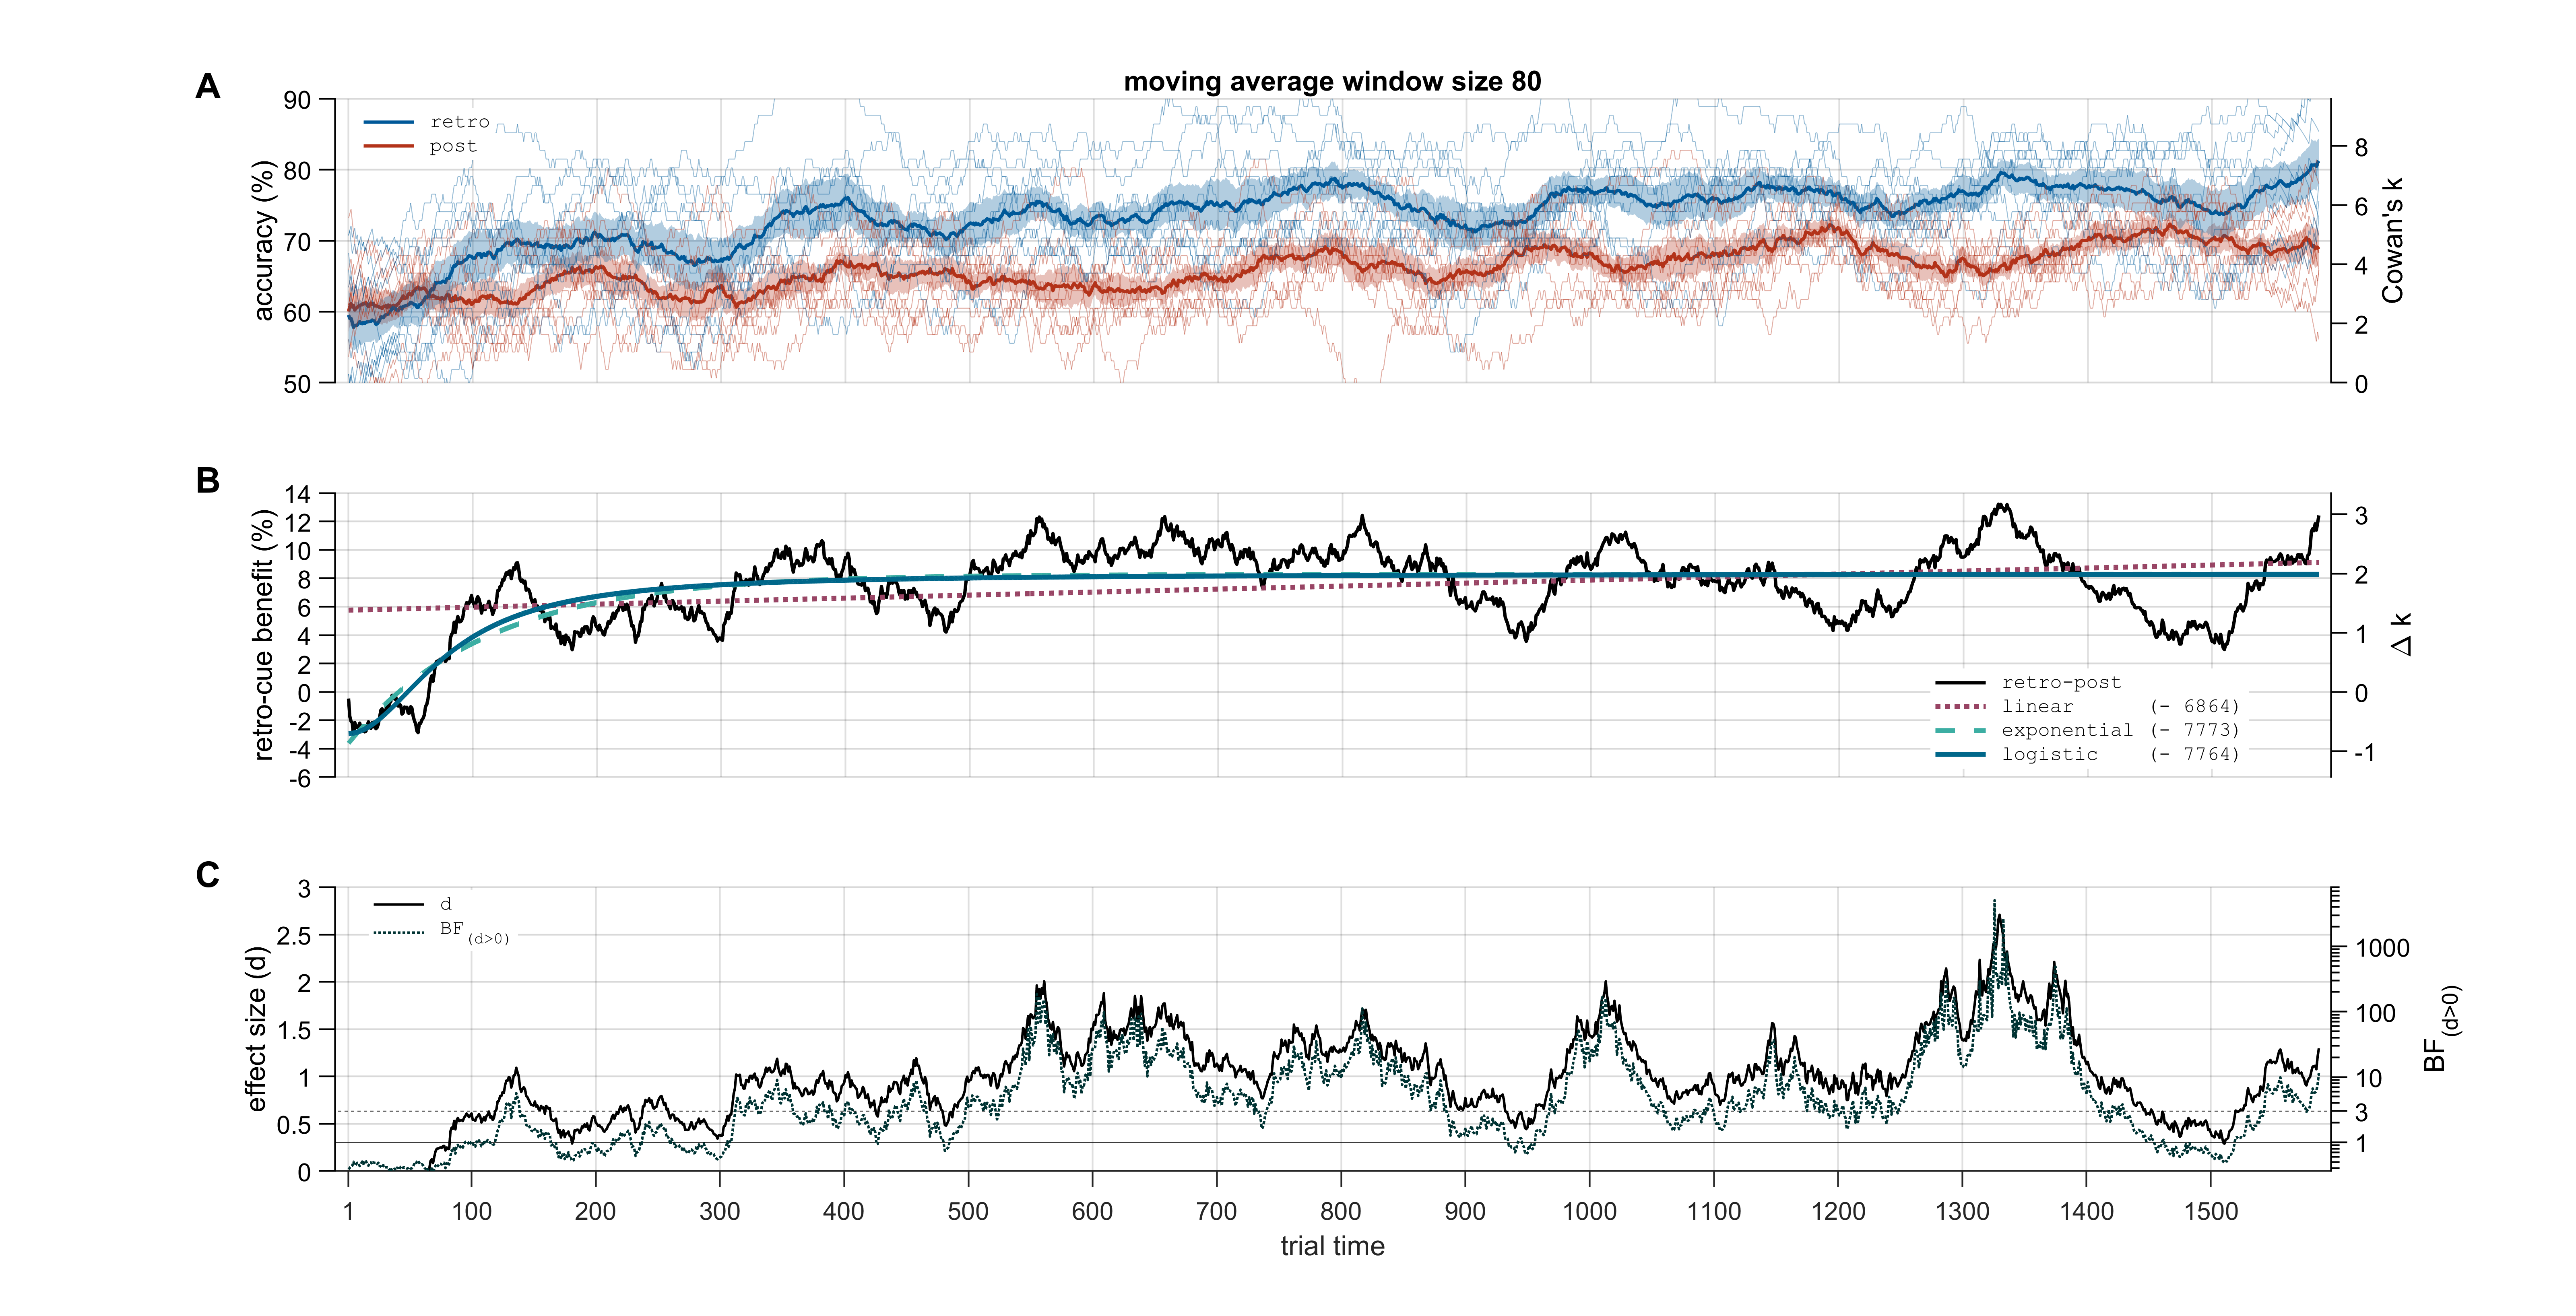 A
moving average window size 80
90
80
70
60
50
accuracy (%)
retro
post
8
6
4
2
0
Cowan's k
B
14
12
10
8
6
4
2
0
-2
-4
-6
retro-cue benefit (%)
retro-post
linear (- 6864)
exponential (- 7773)
logistic (- 7764)
3
2
1
0
-1
Δ k
C
3
2.5
2
1.5
1
0.5
0
effect size (d)
d
BF(d>0)
1000
100
10
3
1
BF(d>0)
1 100 200 300 400 500 600 700 800 900 1000 1100 1200 1300 1400 1500
trial time